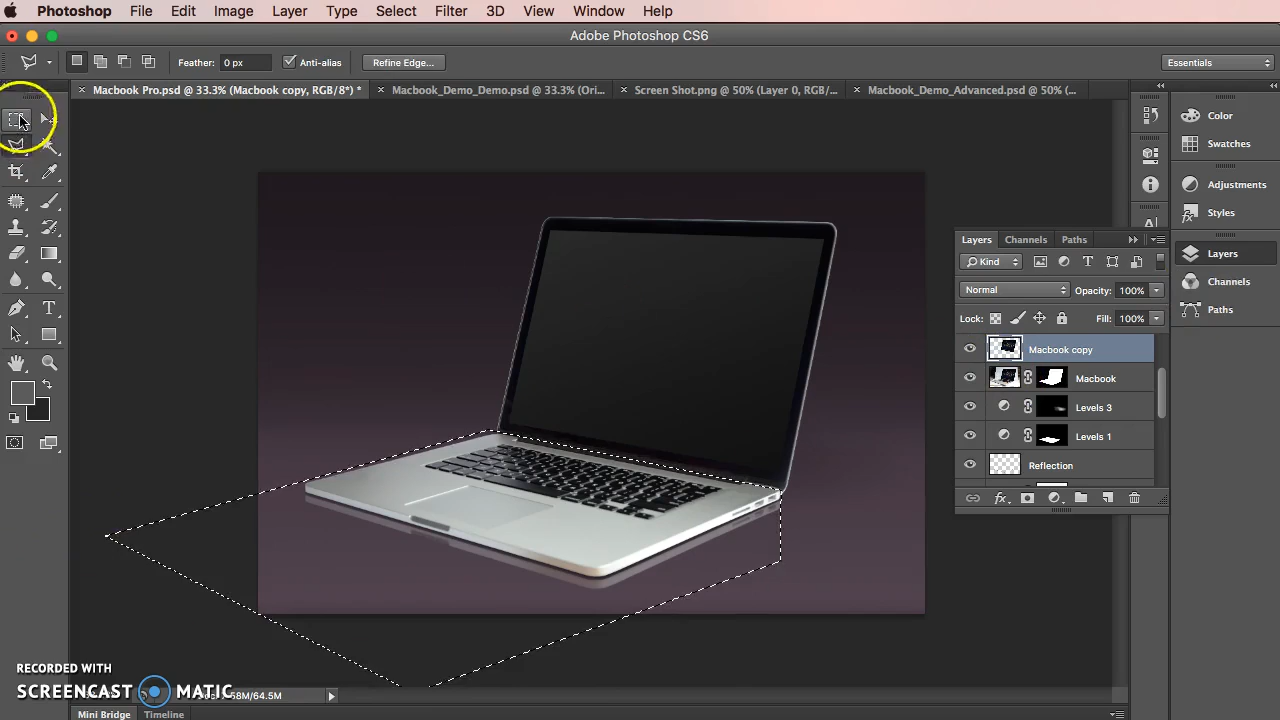 Photoshop File Edit Image Layer Type Select Filter 3D View Window Help
Adobe Photoshop CS6
Feather: 0 px Anti-alias Refine Edge... Essentials
Macbook Pro.psd @ 33.3% (Macbook copy, RGB/8*) * Macbook_Demo_Demo.psd @ 33.3% (Ori... Screen Shot.png @ 50% (Layer 0, RGB/... Macbook_Demo_Advanced.psd @ 50% (...
Color
Swatches
Adjustments
Styles
Layers
Channels
Paths
Layers Channels Paths
Kind
Normal Opacity: 100%
Lock: Fill: 100%
Macbook copy
Macbook
Levels 3
Levels 1
Reflection
RECORDED WITH
SCREENCAST MATIC
M/64.5M
Mini Bridge Timeline